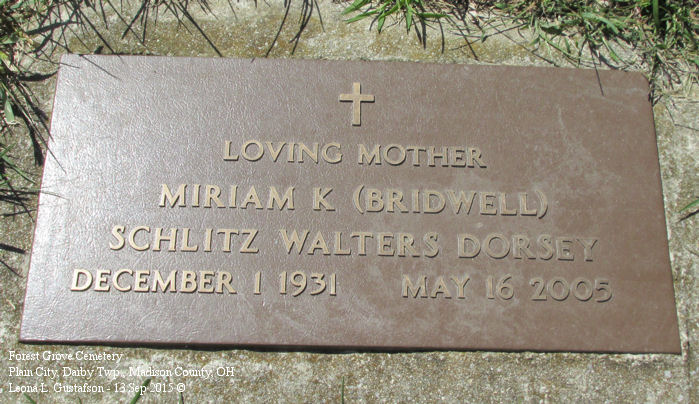 LOVING MOTHER
MIRIAM K (BRIDWELL)
SCHLITZ WALTERS DORSEY
DECEMBER 1 1931 MAY 16 2005
Forest Grove Cemetery
Plain City, Darby Twp., Madison County, OH
Leona L. Gustafson - 13 Sep 2015 ©